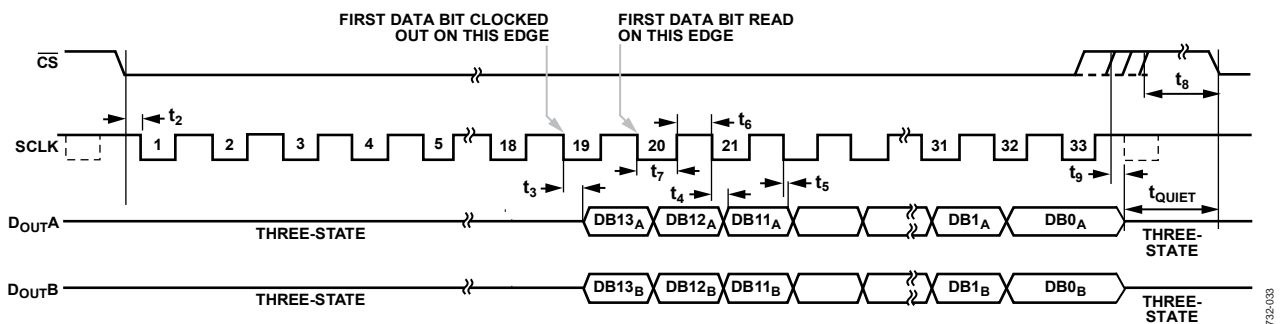 FIRST DATA BIT CLOCKED
OUT ON THIS EDGE
FIRST DATA BIT READ
ON THIS EDGE
CS
t8
t2
t6
SCLK
1
2
3
4
5
18
19
20
21
31
32
33
t3
t7
t4
t5
t9
tQUIET
DOUTA
THREE-STATE
DB13A
DB12A
DB11A
DB1A
DB0A
THREE-
STATE
DOUTB
THREE-STATE
DB13B
DB12B
DB11B
DB1B
DB0B
THREE-
STATE
732-033